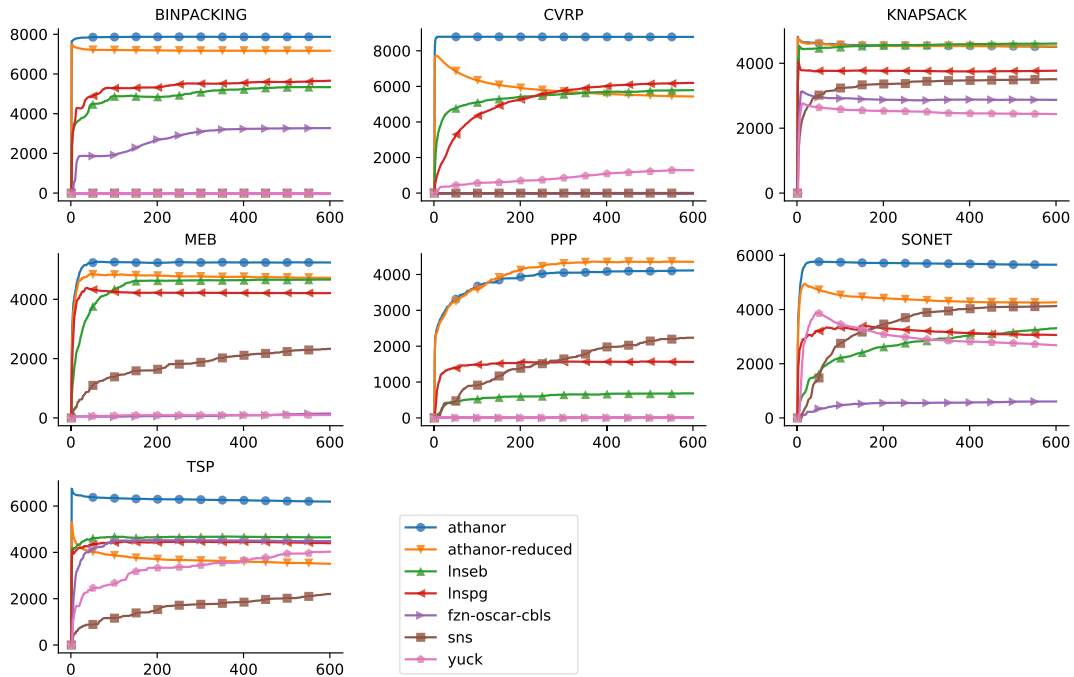 BINPACKING
8000
6000
4000
2000
0
0 200 400 600
CVRP
8000
6000
4000
2000
0
0 200 400 600
KNAPSACK
4000
2000
0
0 200 400 600
MEB
4000
2000
0
0 200 400 600
PPP
4000
3000
2000
1000
0
0 200 400 600
SONET
6000
4000
2000
0
0 200 400 600
TSP
6000
4000
2000
0
0 200 400 600
athanor
athanor-reduced
lnseb
lnspg
fzn-oscar-cbls
sns
yuck